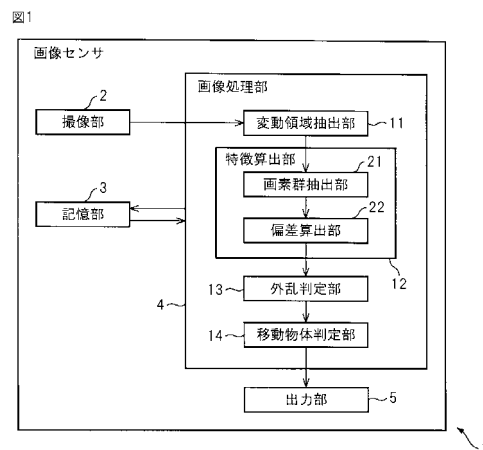 図1
画像センサ
画像処理部
2
撮像部
変動領域抽出部
11
特徴算出部
21
画素群抽出部
3
記憶部
22
偏差算出部
12
13
外乱判定部
4
14
移動物体判定部
出力部
5